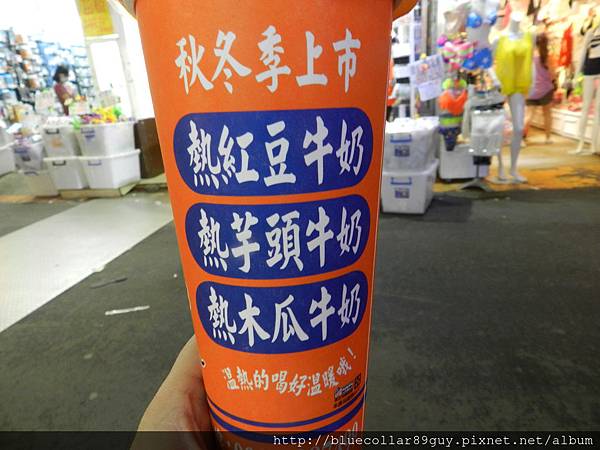 秋冬季上市
熱紅豆牛奶
熱芋頭牛奶
熱木瓜牛奶
溫熱的喝好溫暖哦!
http://bluecollar89guy.pixnet.net/album